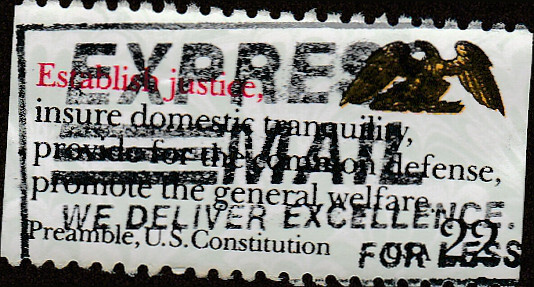 EXPRESS
Establish justice,
insure domestic tranquility,
MAIL
provide for the common defense,
promote the general welfare,
WE DELIVER EXCELLENCE.
Preamble, U.S. Constitution
USA 22
FOR LESS